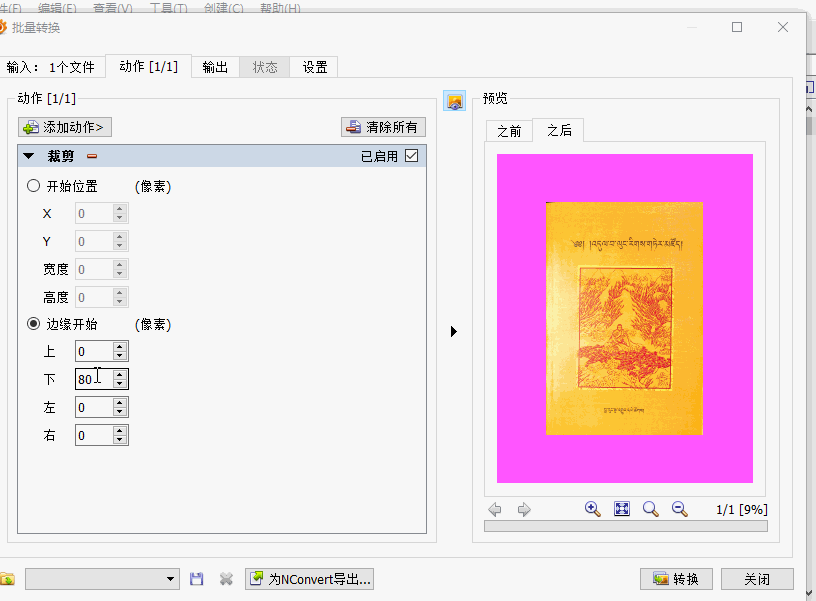 编辑(E) 查看(V) 工具(T) 创建(C) 帮助(H)
批量转换
输入: 1个文件 动作 [1/1] 输出 状态 设置
动作 [1/1]
添加动作> 清除所有
裁剪 已启用
开始位置 (像素)
X 0
Y 0
宽度 0
高度 0
边缘开始 (像素)
上 0
下 80
左 0
右 0
预览
之前 之后
༄༅། །འདུལ་བ་ལུང་རིགས་གཏེར་མཛོད།
1/1 [9%]
为NConvert导出... 转换 关闭